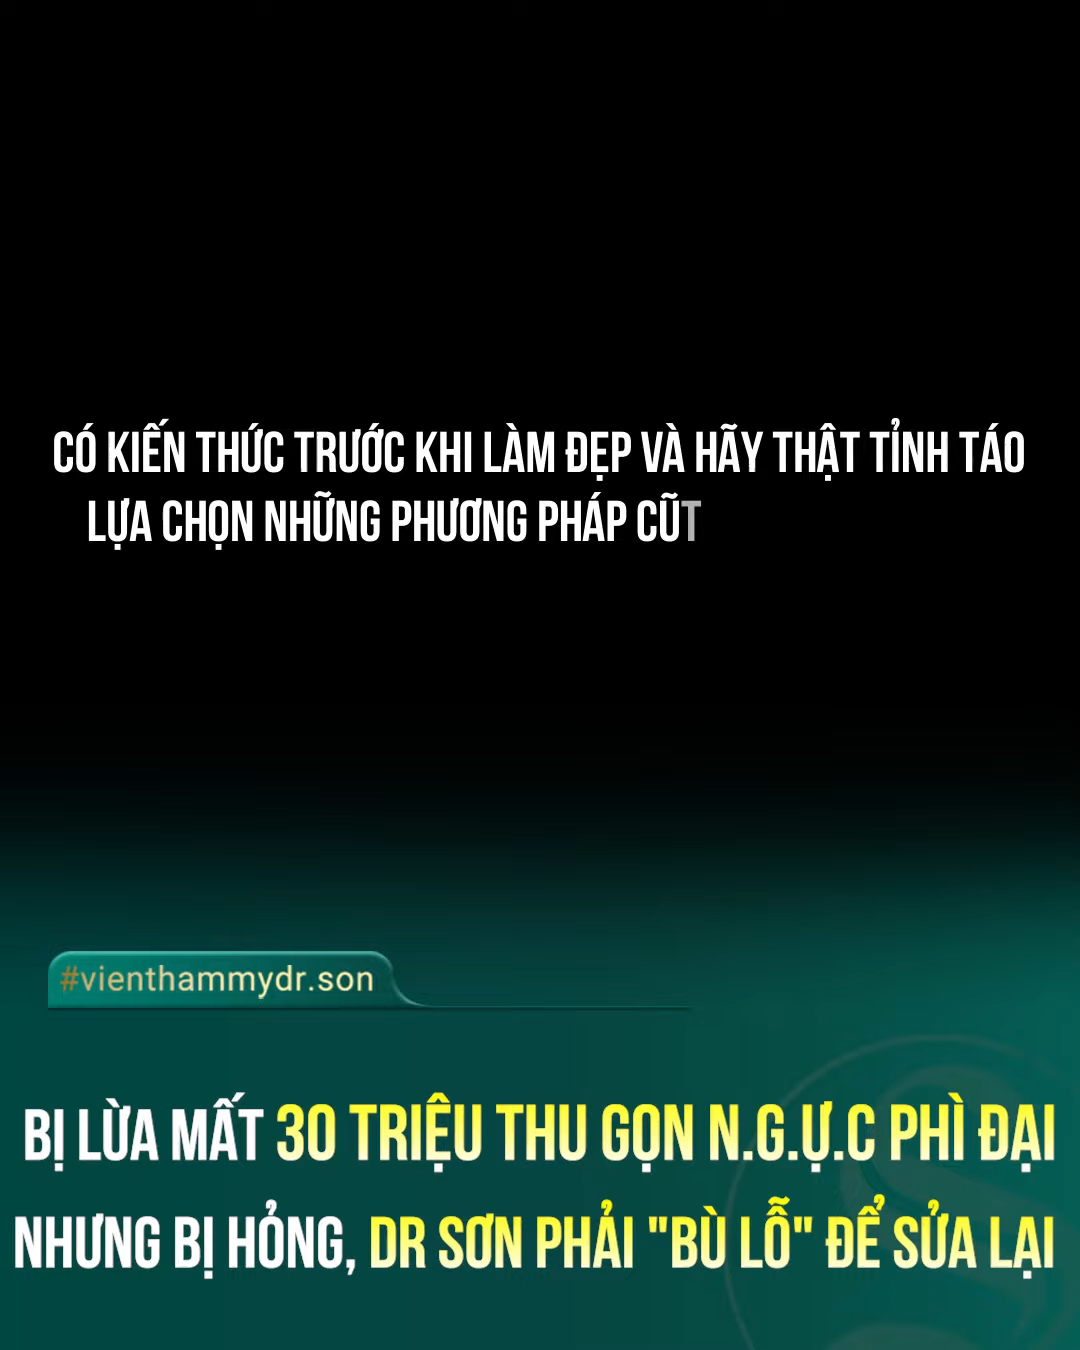 CÓ KIẾN THỨC TRƯỚC KHI LÀM ĐẸP VÀ HÃY THẬT TỈNH TÁO
LỰA CHỌN NHỮNG PHƯƠNG PHÁP CŨT
#vienthammydr.son
BỊ LỪA MẤT 30 TRIỆU THU GỌN N.G.Ự.C PHÌ ĐẠI
NHƯNG BỊ HỎNG, DR SƠN PHẢI "BÙ LỖ" ĐỂ SỬA LẠI